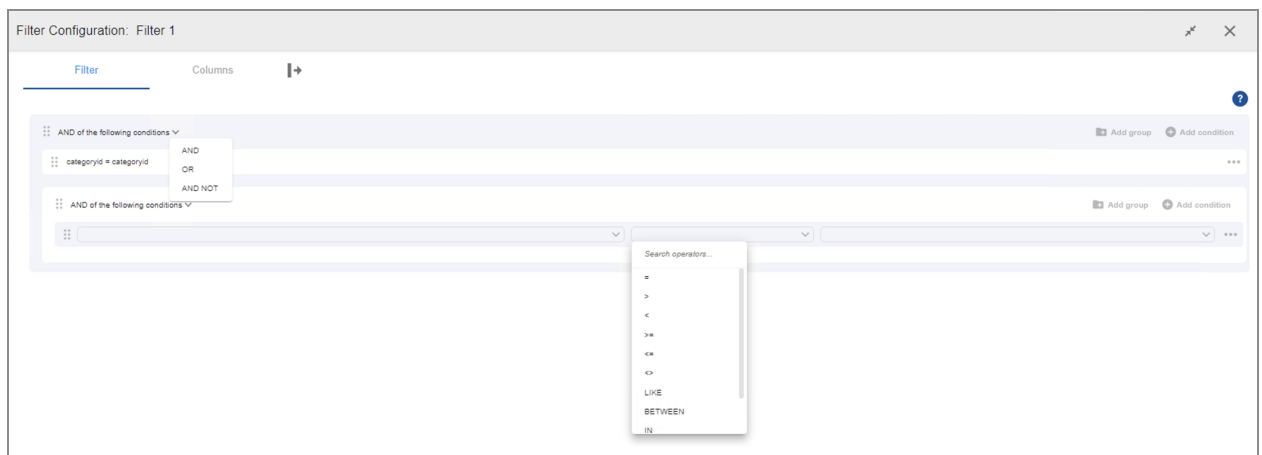 Filter Configuration: Filter 1
Filter Columns
?
AND of the following conditions Add group Add condition
AND
categoryid = categoryid
OR
AND NOT
AND of the following conditions Add group Add condition
Search operators...
=
>
<
>=
<=
<>
LIKE
BETWEEN
IN